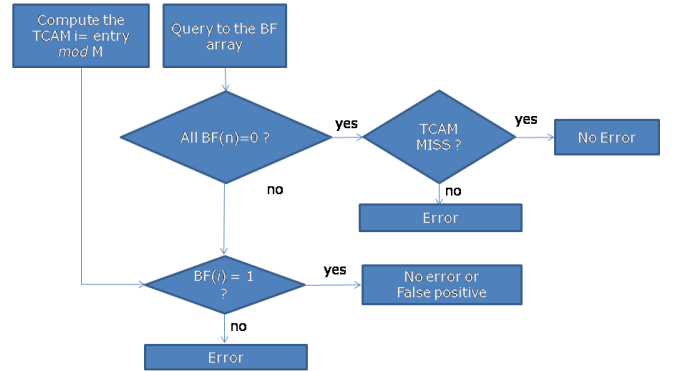 Compute the
TCAM i= entry
mod M
Query to the BF
array
All BF(n)=0 ?
yes
TCAM
MISS ?
yes
No Error
no
no
Error
BF(i) = 1
?
yes
No error or
False positive
no
Error